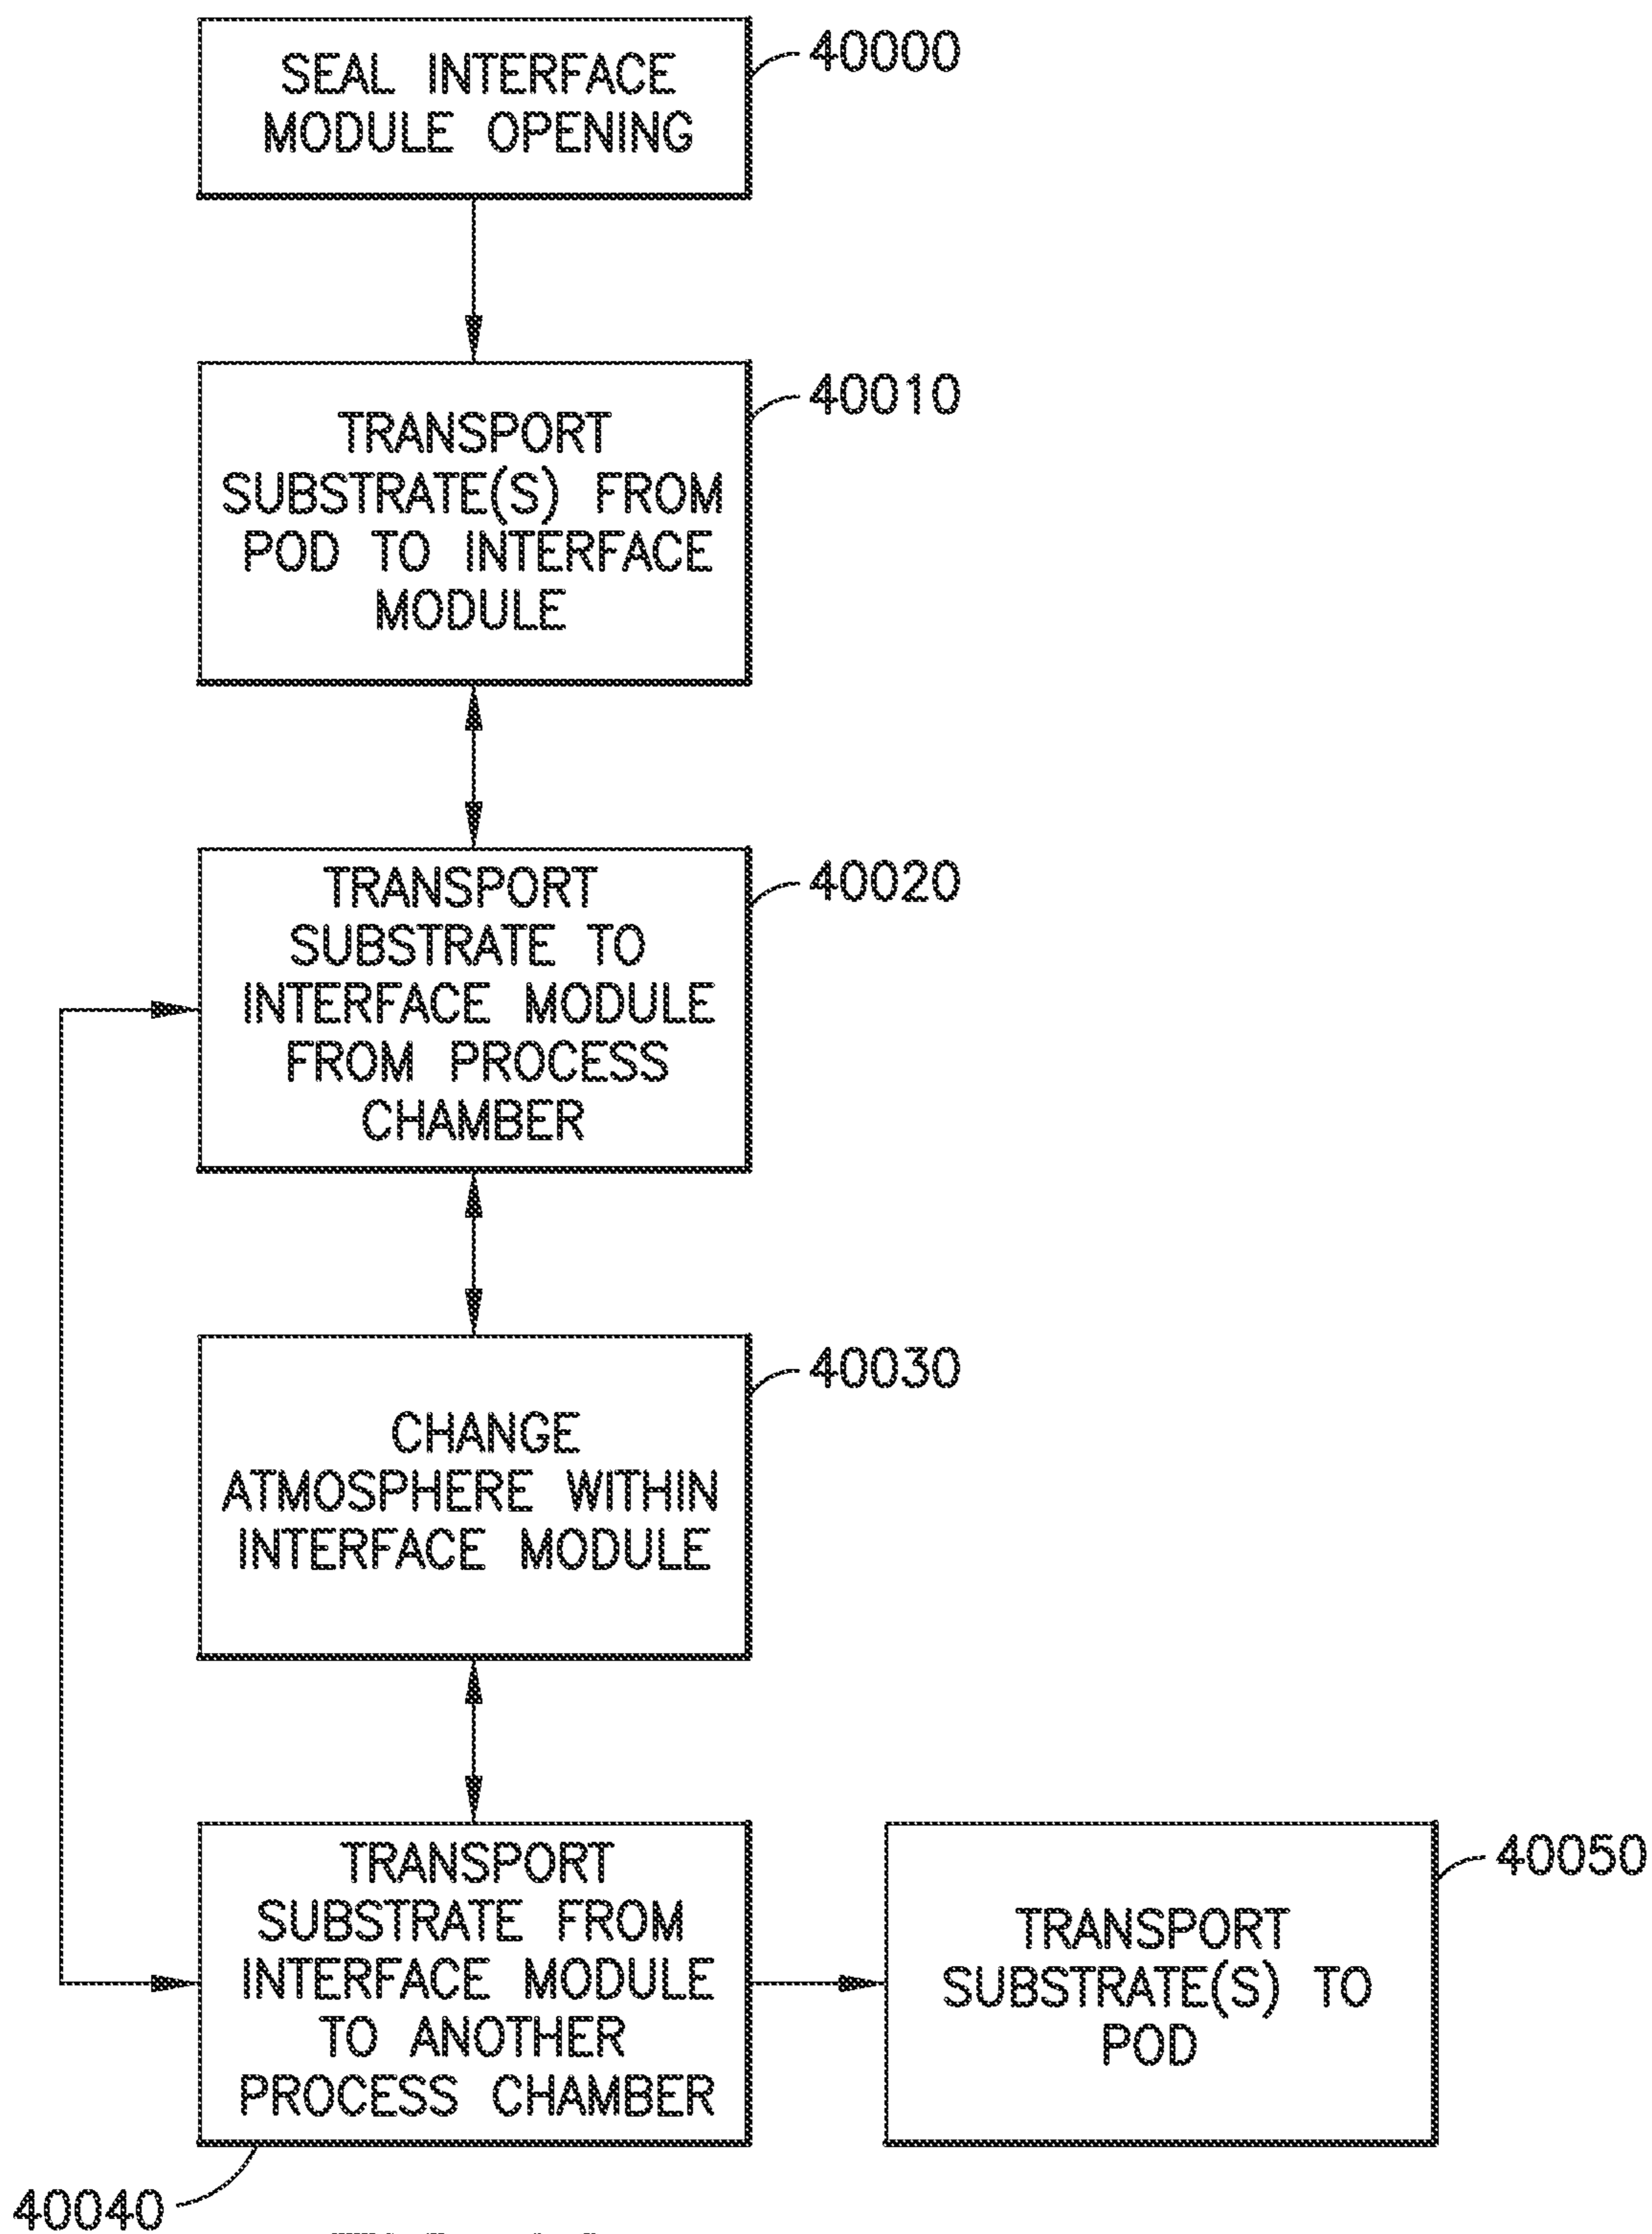 SEAL INTERFACE
MODULE OPENING
40000
TRANSPORT
SUBSTRATE(S) FROM
POD TO INTERFACE
MODULE
40010
TRANSPORT
SUBSTRATE TO
INTERFACE MODULE
FROM PROCESS
CHAMBER
40020
CHANGE
ATMOSPHERE WITHIN
INTERFACE MODULE
40030
TRANSPORT
SUBSTRATE FROM
INTERFACE MODULE
TO ANOTHER
PROCESS CHAMBER
40040
TRANSPORT
SUBSTRATE(S) TO
POD
40050